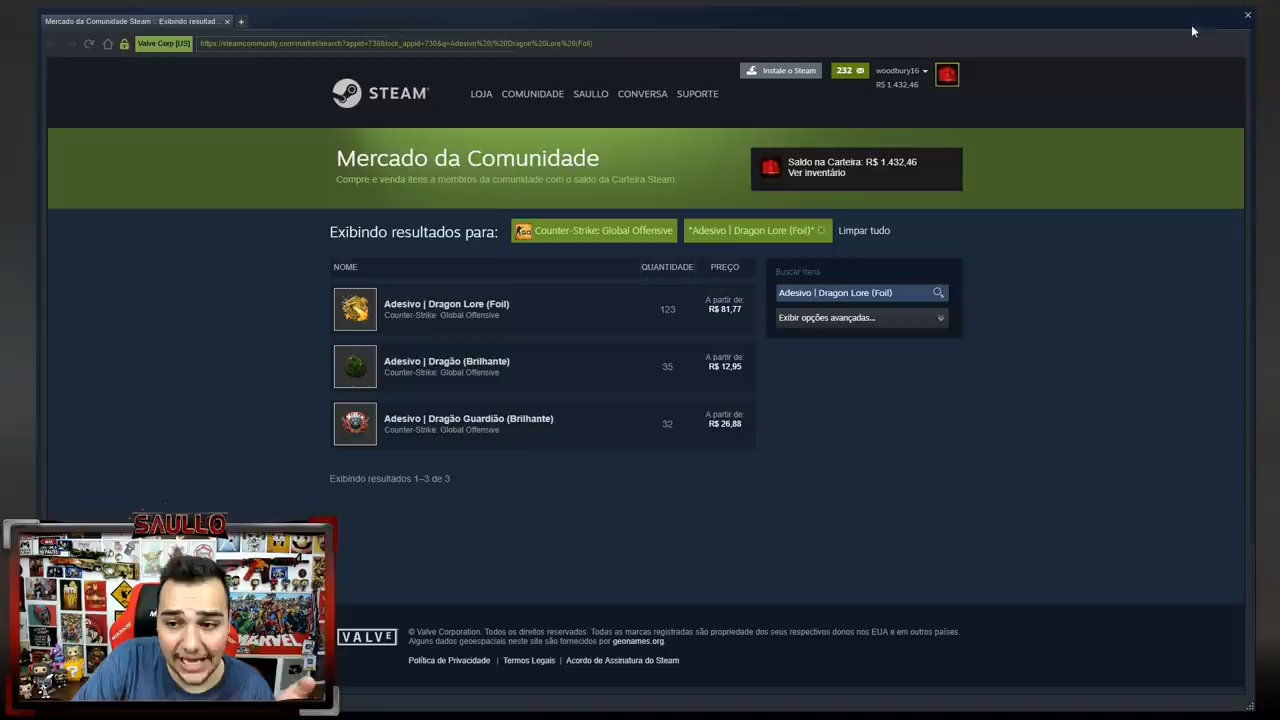 Mercado da Comunidade Steam :: Exibindo resultad...
Valve Corp [US]
https://steamcommunity.com/market/search?appid=730&lock_appid=730&q=Adesivo%20|%20Dragon%20Lore%20(Foil)
Instale o Steam
232
woodbury16
R$ 1.432,46
STEAM
LOJA COMUNIDADE SAULLO CONVERSA SUPORTE
Mercado da Comunidade
Compre e venda itens a membros da comunidade com o saldo da Carteira Steam.
Saldo na Carteira: R$ 1.432,46
Ver inventário
Exibindo resultados para:
Counter-Strike: Global Offensive
"Adesivo | Dragon Lore (Foil)"
Limpar tudo
NOME QUANTIDADE PREÇO
Adesivo | Dragon Lore (Foil)
Counter-Strike: Global Offensive
123
A partir de:
R$ 81,77
Adesivo | Dragão (Brilhante)
Counter-Strike: Global Offensive
35
A partir de:
R$ 12,95
Adesivo | Dragão Guardião (Brilhante)
Counter-Strike: Global Offensive
32
A partir de:
R$ 26,88
Exibindo resultados 1–3 de 3
Buscar itens
Adesivo | Dragon Lore (Foil)
Exibir opções avançadas...
SAULLO
MARVEL
VALVE
© Valve Corporation. Todos os direitos reservados. Todas as marcas registradas são propriedade dos seus respectivos donos nos EUA e em outros países.
Alguns dados geoespaciais neste site são fornecidos por geonames.org.
Política de Privacidade | Termos Legais | Acordo de Assinatura do Steam